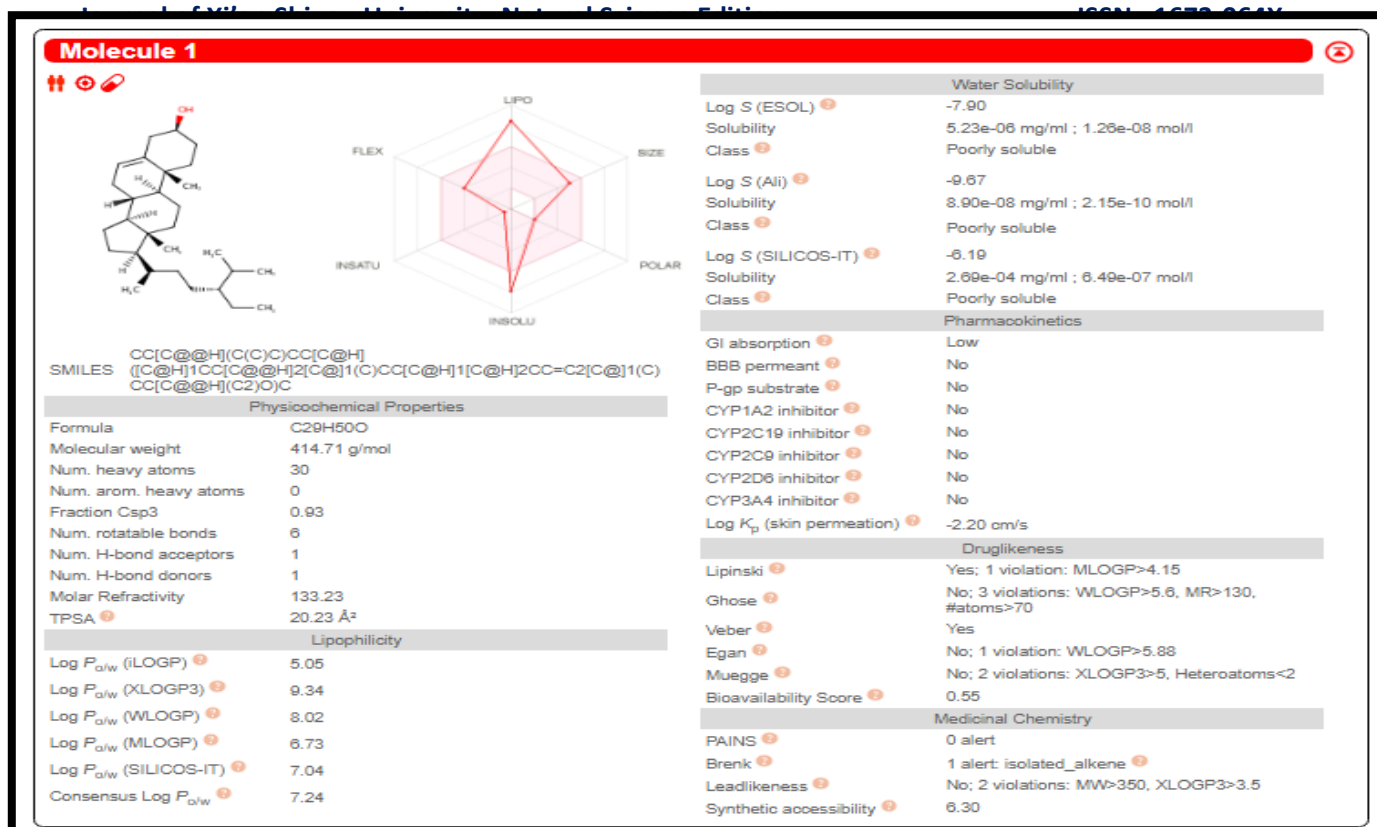 Molecule 1
OH
CH₃
H
H
H
H
CH₃
H₃C
CH₃
H
H₃C
CH₃
LIPO
FLEX
SIZE
INSATU
POLAR
INSOLU
SMILES CC[C@@H](C(C)C)CC[C@H]
([C@H]1CC[C@@H]2[C@]1(C)CC[C@H]1[C@H]2CC=C2[C@]1(C)
CC[C@@H](C2)O)C
Physicochemical Properties
Formula C29H50O
Molecular weight 414.71 g/mol
Num. heavy atoms 30
Num. arom. heavy atoms 0
Fraction Csp3 0.93
Num. rotatable bonds 6
Num. H-bond acceptors 1
Num. H-bond donors 1
Molar Refractivity 133.23
TPSA 20.23 Å²
Lipophilicity
Log Po/w (iLOGP) 5.05
Log Po/w (XLOGP3) 9.34
Log Po/w (WLOGP) 8.02
Log Po/w (MLOGP) 6.73
Log Po/w (SILICOS-IT) 7.04
Consensus Log Po/w 7.24
Water Solubility
Log S (ESOL) -7.90
Solubility 5.23e-06 mg/ml ; 1.26e-08 mol/l
Class Poorly soluble
Log S (Ali) -9.67
Solubility 8.90e-08 mg/ml ; 2.15e-10 mol/l
Class Poorly soluble
Log S (SILICOS-IT) -6.19
Solubility 2.69e-04 mg/ml ; 6.49e-07 mol/l
Class Poorly soluble
Pharmacokinetics
GI absorption Low
BBB permeant No
P-gp substrate No
CYP1A2 inhibitor No
CYP2C19 inhibitor No
CYP2C9 inhibitor No
CYP2D6 inhibitor No
CYP3A4 inhibitor No
Log Kp (skin permeation) -2.20 cm/s
Druglikeness
Lipinski Yes; 1 violation: MLOGP>4.15
Ghose No; 3 violations: WLOGP>5.6, MR>130,
#atoms>70
Veber Yes
Egan No; 1 violation: WLOGP>5.88
Muegge No; 2 violations: XLOGP3>5, Heteroatoms<2
Bioavailability Score 0.55
Medicinal Chemistry
PAINS 0 alert
Brenk 1 alert: isolated_alkene
Leadlikeness No; 2 violations: MW>350, XLOGP3>3.5
Synthetic accessibility 6.30